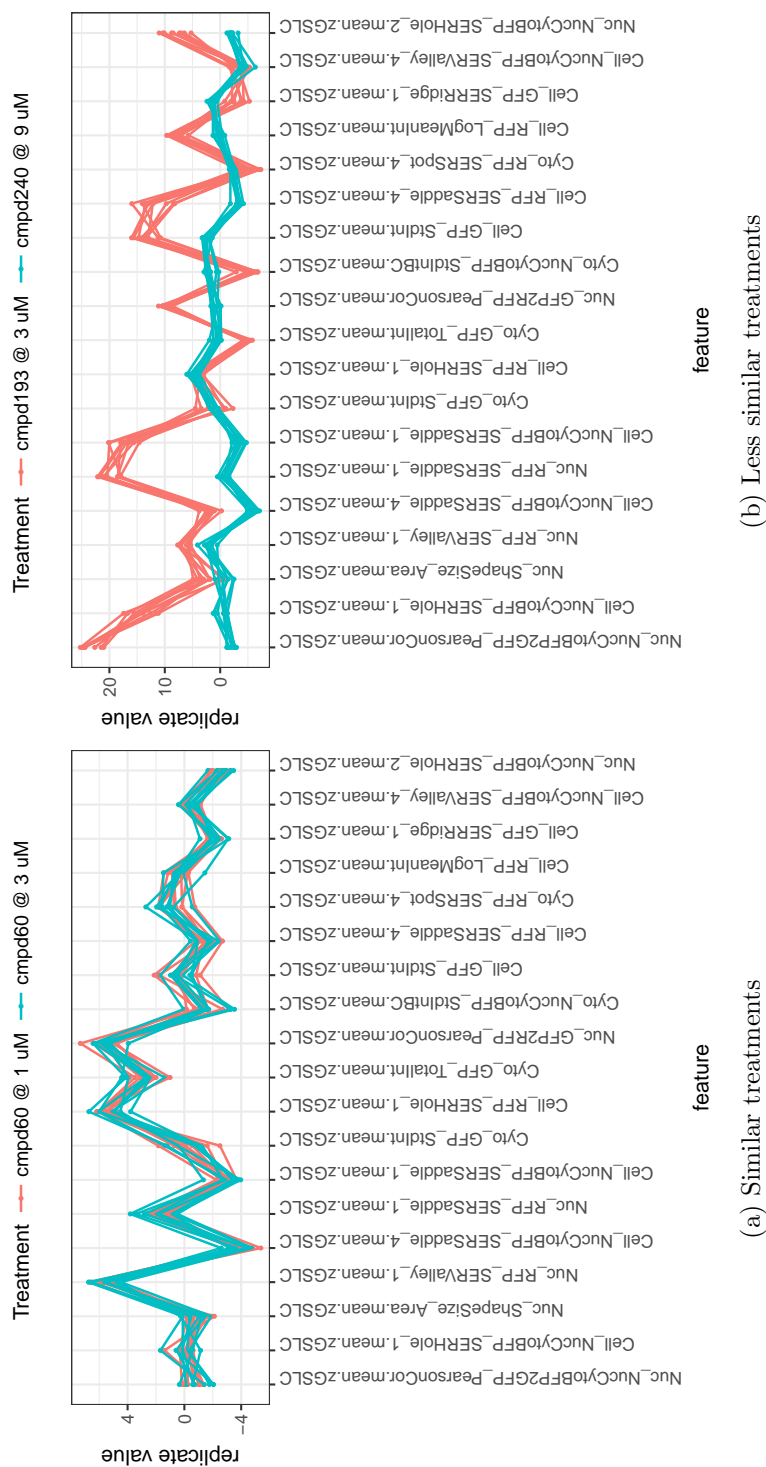 Treatment cmpd60 @ 1 uM cmpd60 @ 3 uM
replicate value
4
0
−4
Nuc_NucCytoBFP2GFP_PearsonCor.mean.zGSLC
Cell_NucCytoBFP_SERHole_1.mean.zGSLC
Nuc_ShapeSize_Area.mean.zGSLC
Nuc_RFP_SERValley_1.mean.zGSLC
Cell_NucCytoBFP_SERSaddle_4.mean.zGSLC
Nuc_RFP_SERSaddle_1.mean.zGSLC
Cell_NucCytoBFP_SERSaddle_1.mean.zGSLC
Cyto_GFP_StdInt.mean.zGSLC
Cell_RFP_SERHole_1.mean.zGSLC
Cyto_GFP_TotalInt.mean.zGSLC
Nuc_GFP2RFP_PearsonCor.mean.zGSLC
Cyto_NucCytoBFP_StdIntBC.mean.zGSLC
Cell_GFP_StdInt.mean.zGSLC
Cell_RFP_SERSaddle_4.mean.zGSLC
Cyto_RFP_SERSpot_4.mean.zGSLC
Cell_RFP_LogMeanInt.mean.zGSLC
Cell_GFP_SERRidge_1.mean.zGSLC
Cell_NucCytoBFP_SERValley_4.mean.zGSLC
Nuc_NucCytoBFP_SERHole_2.mean.zGSLC
feature
(a) Similar treatments
Treatment cmpd193 @ 3 uM cmpd240 @ 9 uM
replicate value
20
10
0
Nuc_NucCytoBFP2GFP_PearsonCor.mean.zGSLC
Cell_NucCytoBFP_SERHole_1.mean.zGSLC
Nuc_ShapeSize_Area.mean.zGSLC
Nuc_RFP_SERValley_1.mean.zGSLC
Cell_NucCytoBFP_SERSaddle_4.mean.zGSLC
Nuc_RFP_SERSaddle_1.mean.zGSLC
Cell_NucCytoBFP_SERSaddle_1.mean.zGSLC
Cyto_GFP_StdInt.mean.zGSLC
Cell_RFP_SERHole_1.mean.zGSLC
Cyto_GFP_TotalInt.mean.zGSLC
Nuc_GFP2RFP_PearsonCor.mean.zGSLC
Cyto_NucCytoBFP_StdIntBC.mean.zGSLC
Cell_GFP_StdInt.mean.zGSLC
Cell_RFP_SERSaddle_4.mean.zGSLC
Cyto_RFP_SERSpot_4.mean.zGSLC
Cell_RFP_LogMeanInt.mean.zGSLC
Cell_GFP_SERRidge_1.mean.zGSLC
Cell_NucCytoBFP_SERValley_4.mean.zGSLC
Nuc_NucCytoBFP_SERHole_2.mean.zGSLC
feature
(b) Less similar treatments